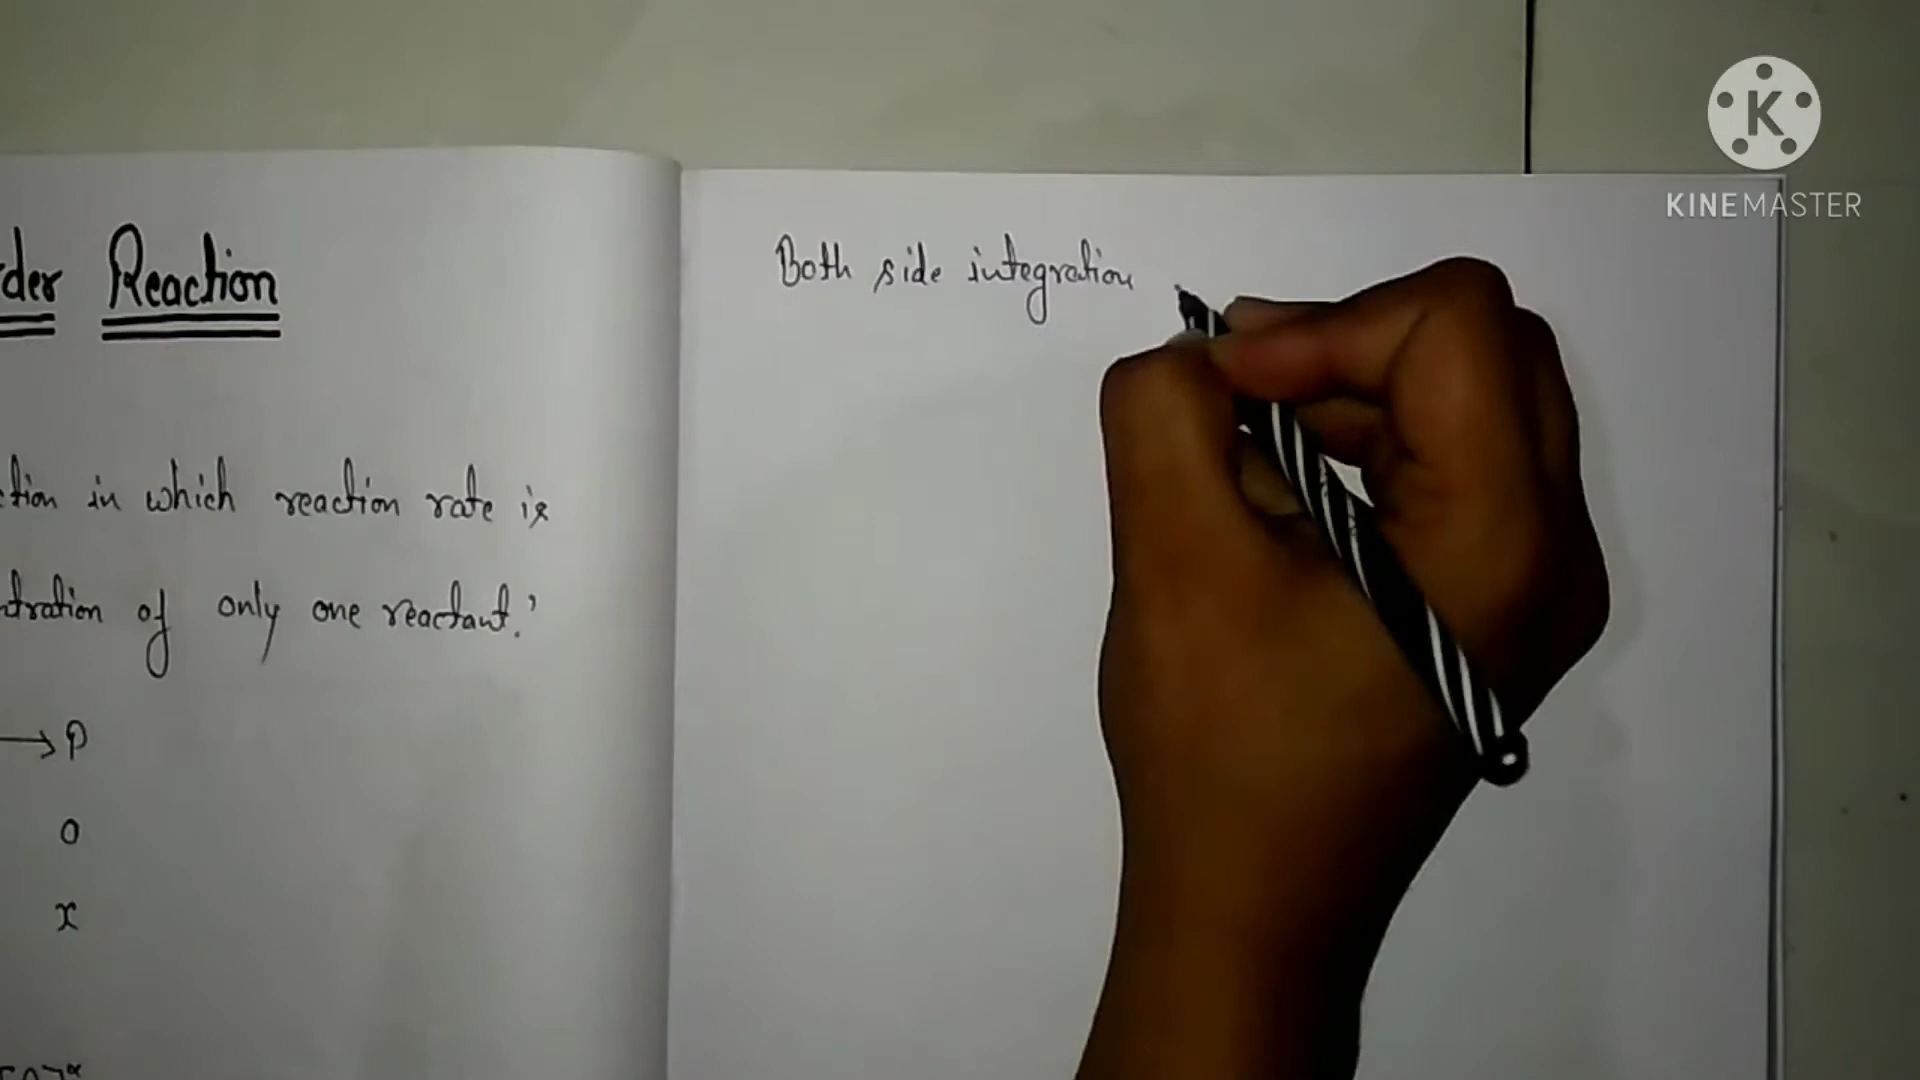 Reaction
in which reaction rate is
of only one reactant.'
→ P
0
x
Both side integration
K
KINEMASTER